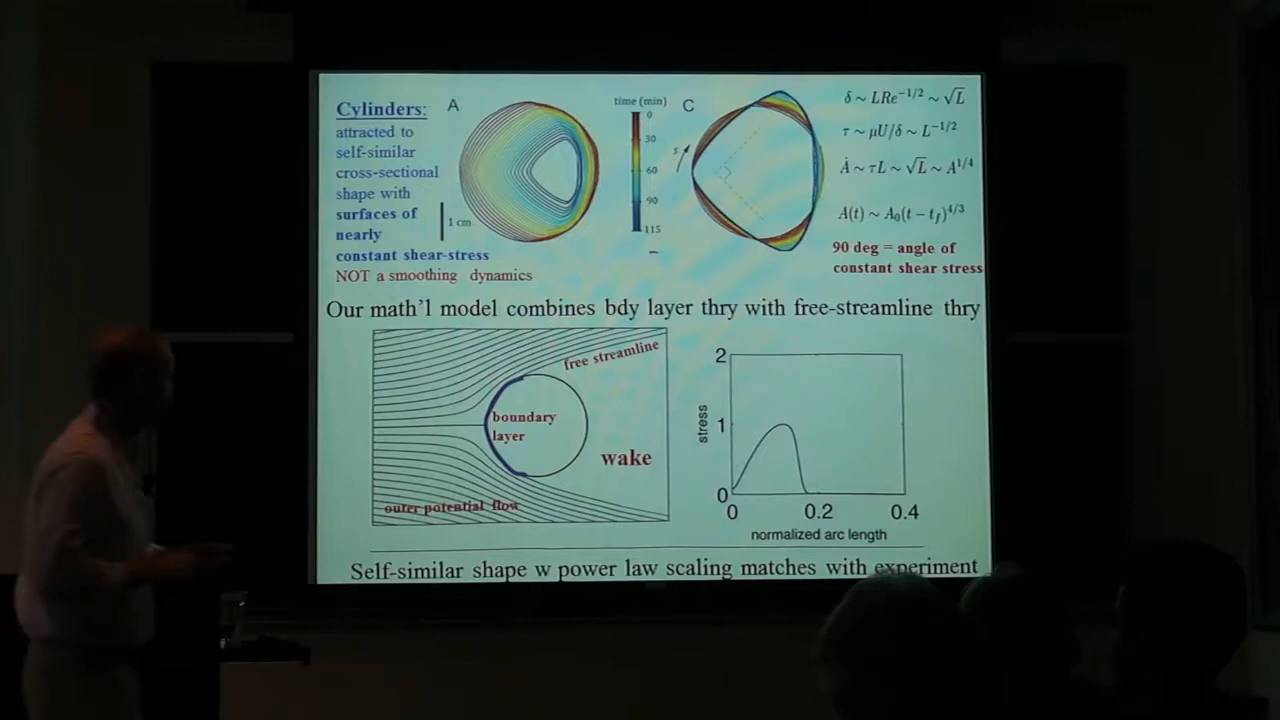 Cylinders:
attracted to
self-similar
cross-sectional
shape with
surfaces of
nearly
constant shear-stress
NOT a smoothing dynamics
A
1 cm
time (min)
0
30
60
90
115
C
s
δ ~ LRe^{-1/2} ~ √L
τ ~ μU/δ ~ L^{-1/2}
Ȧ ~ τL ~ √L ~ A^{1/4}
A(t) ~ A₀(t − t_f)^{4/3}
90 deg = angle of
constant shear stress
Our math'l model combines bdy layer thry with free-streamline thry
free streamline
boundary
layer
wake
outer potential flow
2
1
0
stress
0 0.2 0.4
normalized arc length
Self-similar shape w power law scaling matches with experiment